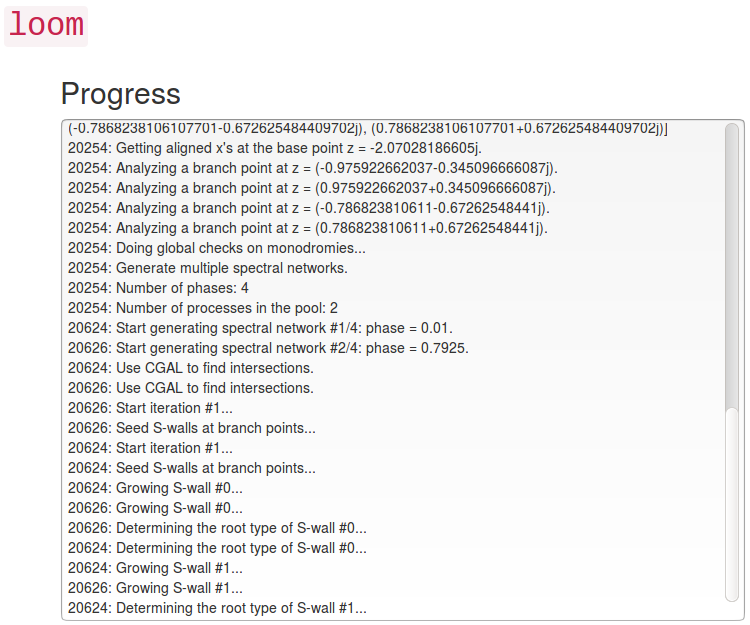 loom
Progress
(-0.7868238106107701-0.672625484409702j), (0.7868238106107701+0.672625484409702j)]
20254: Getting aligned x's at the base point z = -2.07028186605j.
20254: Analyzing a branch point at z = (-0.975922662037-0.345096666087j).
20254: Analyzing a branch point at z = (0.975922662037+0.345096666087j).
20254: Analyzing a branch point at z = (-0.786823810611-0.67262548441j).
20254: Analyzing a branch point at z = (0.786823810611+0.67262548441j).
20254: Doing global checks on monodromies...
20254: Generate multiple spectral networks.
20254: Number of phases: 4
20254: Number of processes in the pool: 2
20624: Start generating spectral network #1/4: phase = 0.01.
20626: Start generating spectral network #2/4: phase = 0.7925.
20624: Use CGAL to find intersections.
20626: Use CGAL to find intersections.
20626: Start iteration #1...
20626: Seed S-walls at branch points...
20624: Start iteration #1...
20624: Seed S-walls at branch points...
20624: Growing S-wall #0...
20626: Growing S-wall #0...
20626: Determining the root type of S-wall #0...
20624: Determining the root type of S-wall #0...
20624: Growing S-wall #1...
20626: Growing S-wall #1...
20624: Determining the root type of S-wall #1...